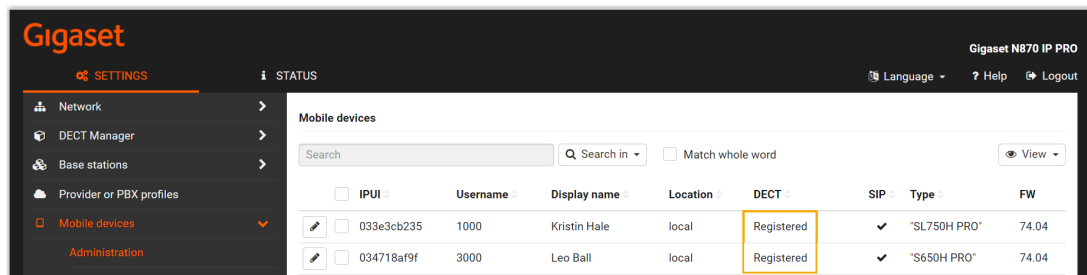 Gigaset
Gigaset N870 IP PRO
SETTINGS
STATUS
Language
? Help
Logout
Network
DECT Manager
Base stations
Provider or PBX profiles
Mobile devices
Administration
Mobile devices
Search
Search in
Match whole word
View
IPUI Username Display name Location DECT SIP Type FW
033e3cb235 1000 Kristin Hale local Registered ✔ "SL750H PRO" 74.04
034718af9f 3000 Leo Ball local Registered ✔ "S650H PRO" 74.04